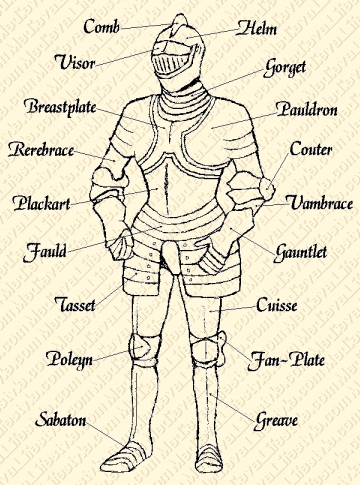 Comb
Helm
Visor
Gorget
Breastplate
Pauldron
Rerebrace
Couter
Plackart
Vambrace
Fauld
Gauntlet
Tasset
Cuisse
Poleyn
Fan-Plate
Sabaton
Greave